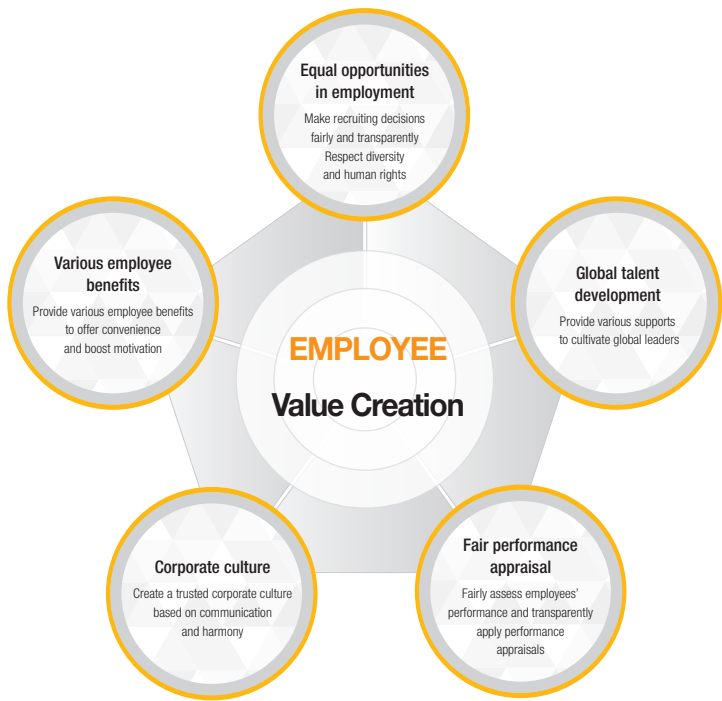 Equal opportunities
in employment
Make recruiting decisions
fairly and transparently
Respect diversity
and human rights
Various employee
benefits
Provide various employee benefits
to offer convenience
and boost motivation
Global talent
development
Provide various supports
to cultivate global leaders
EMPLOYEE
Value Creation
Corporate culture
Create a trusted corporate culture
based on communication
and harmony
Fair performance
appraisal
Fairly assess employees'
performance and transparently
apply performance
appraisals